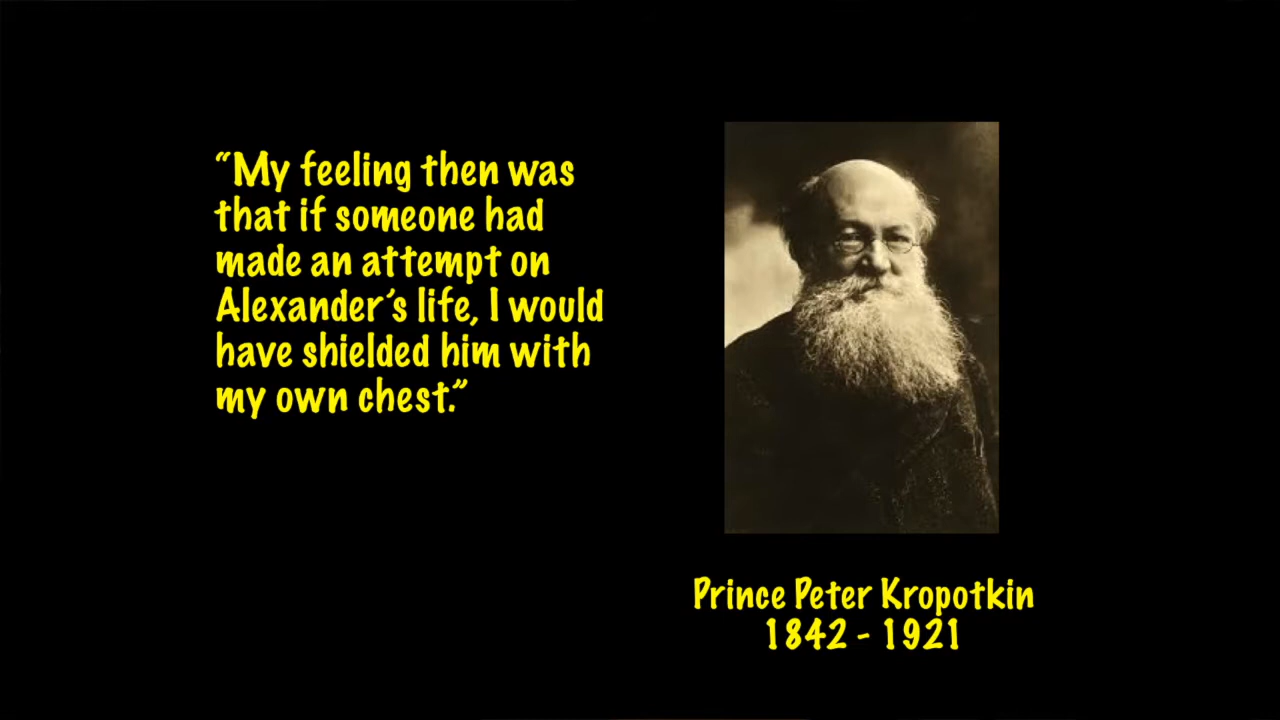 “My feeling then was
that if someone had
made an attempt on
Alexander’s life, I would
have shielded him with
my own chest.”
Prince Peter Kropotkin
1842 - 1921